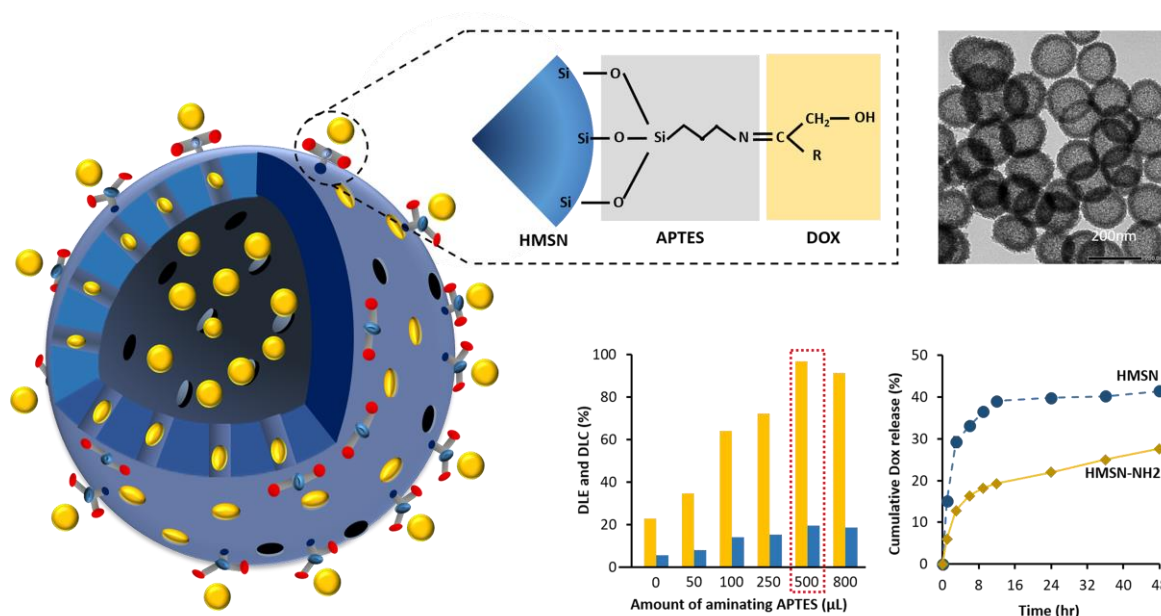 Si
O
Si
O
Si
N
C
CH2
OH
R
Si
O
HMSN
APTES
DOX
200nm
DLE and DLC (%)
100
80
60
40
20
0
0 50 100 250 500 800
Amount of aminating APTES (µL)
Cumulative Dox release (%)
50
40
30
20
10
0
HMSN
HMSN-NH2
0 8 16 24 32 40 48
Time (hr)